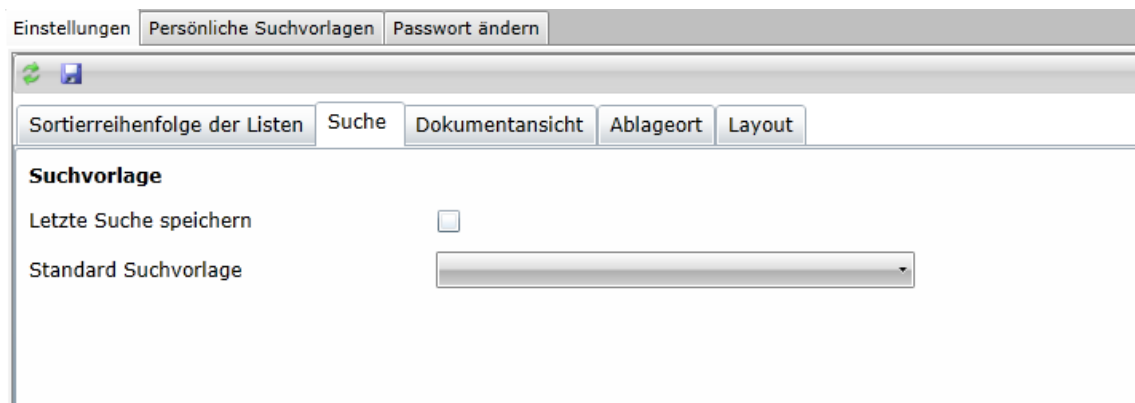 Einstellungen Persönliche Suchvorlagen Passwort ändern
Sortierreihenfolge der Listen Suche Dokumentansicht Ablageort Layout
Suchvorlage
Letzte Suche speichern
Standard Suchvorlage